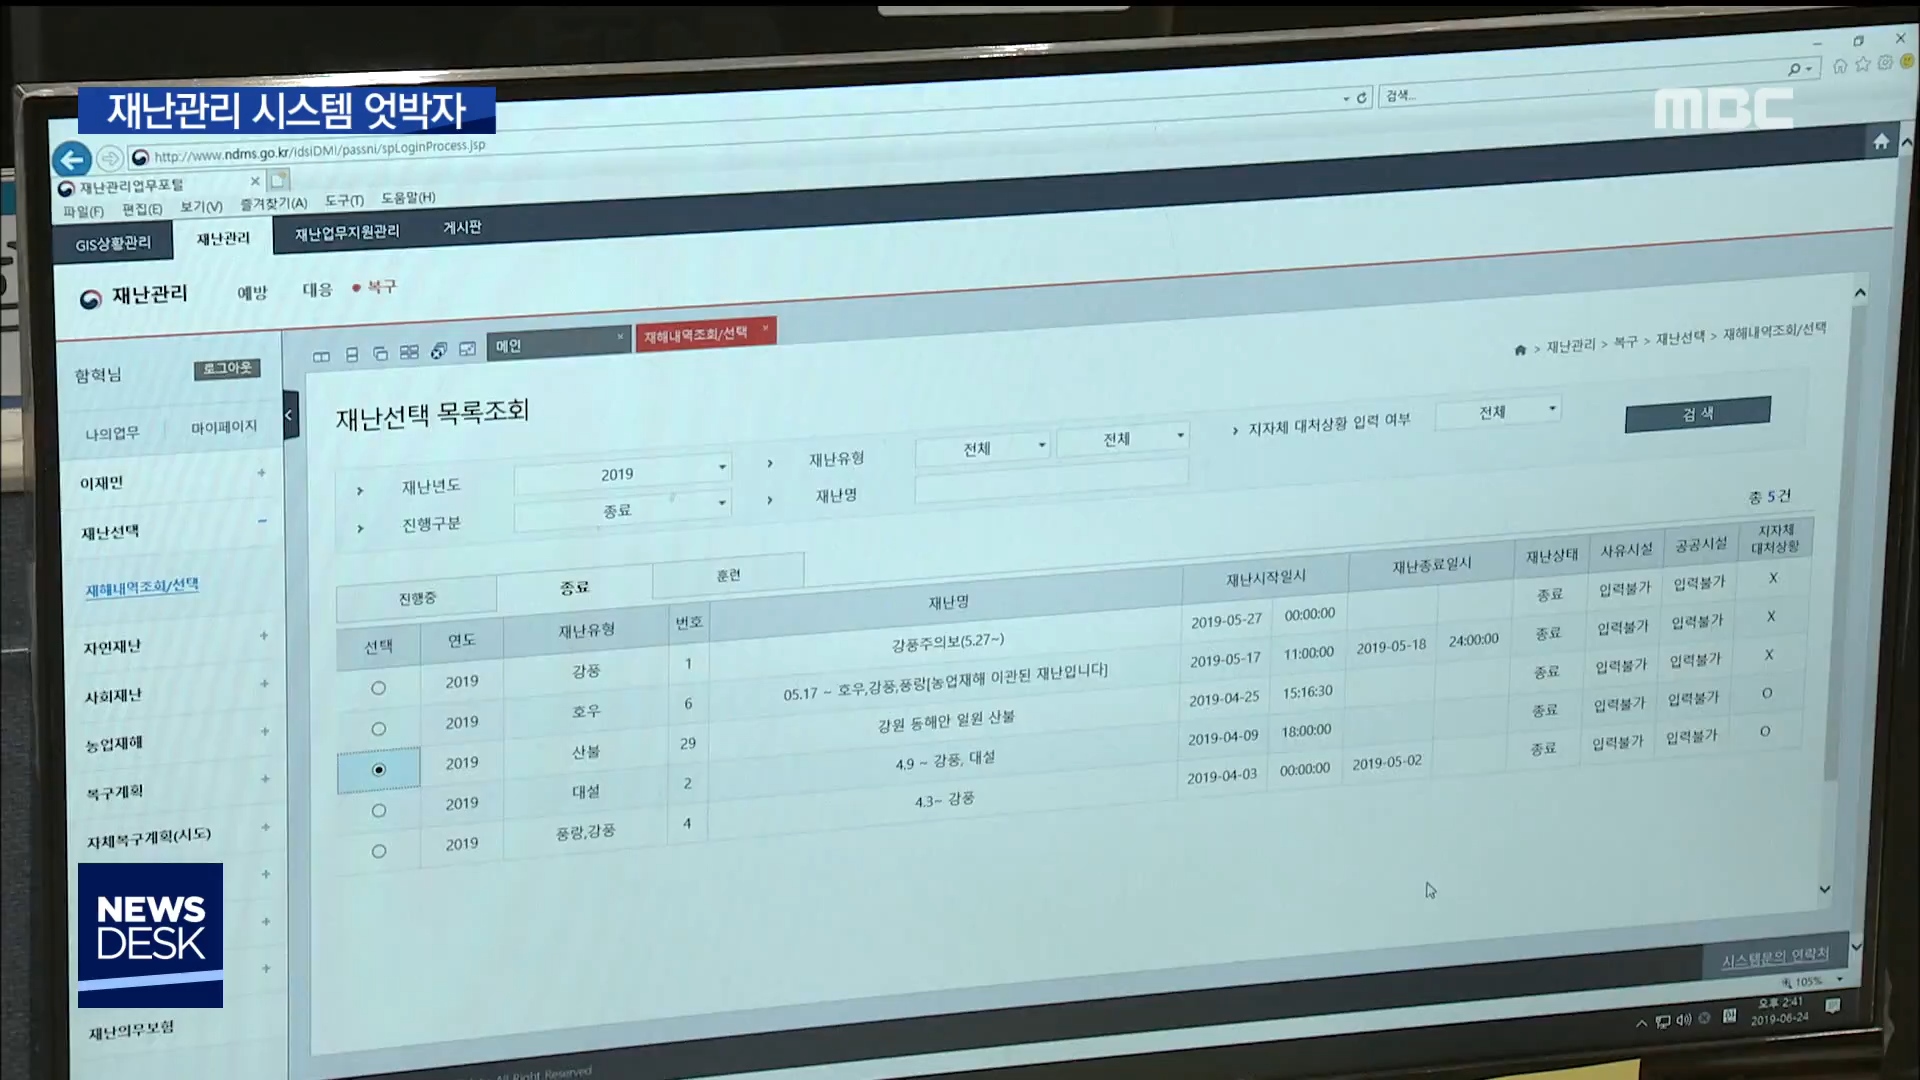 재난관리 시스템 엇박자
MBC
http://www.ndms.go.kr/idsiDMI/passni/spLoginProcess.jsp
검색...
재난관리업무포털
파일(F) 편집(E) 보기(V) 즐겨찾기(A) 도구(T) 도움말(H)
GIS상황관리 재난관리 재난업무지원관리 게시판
재난관리 예방 대응 복구
함혁님 로그아웃
나의업무 마이페이지
이재민
재난선택
재해내역조회/선택
자연재난
사회재난
농업재해
복구계획
자체복구계획(시도)
재난의무보험
메인 재해내역조회/선택
> 재난관리 > 복구 > 재난선택 > 재해내역조회/선택
재난선택 목록조회
재난년도 2019 재난유형 전체 전체 지자체 대처상황 입력 여부 전체 검색
진행구분 종료 재난명
총 5건
진행중 종료 훈련
선택 연도 재난유형 번호 재난명 재난시작일시 재난종료일시 재난상태 사유시설 공공시설 지자체 대처상황
2019 강풍 1 강풍주의보(5.27~) 2019-05-27 00:00:00 종료 입력불가 입력불가 X
2019 호우 6 05.17 ~ 호우,강풍,풍랑[농업재해 이관된 재난입니다] 2019-05-17 11:00:00 2019-05-18 24:00:00 종료 입력불가 입력불가 X
2019 산불 29 강원 동해안 일원 산불 2019-04-25 15:16:30 종료 입력불가 입력불가 X
2019 대설 2 4.9 ~ 강풍, 대설 2019-04-09 18:00:00 종료 입력불가 입력불가 O
2019 풍랑,강풍 4 4.3~ 강풍 2019-04-03 00:00:00 2019-05-02 종료 입력불가 입력불가 O
시스템문의 연락처
105%
오후 2:41
2019-06-24
All Right Reserved
NEWS
DESK